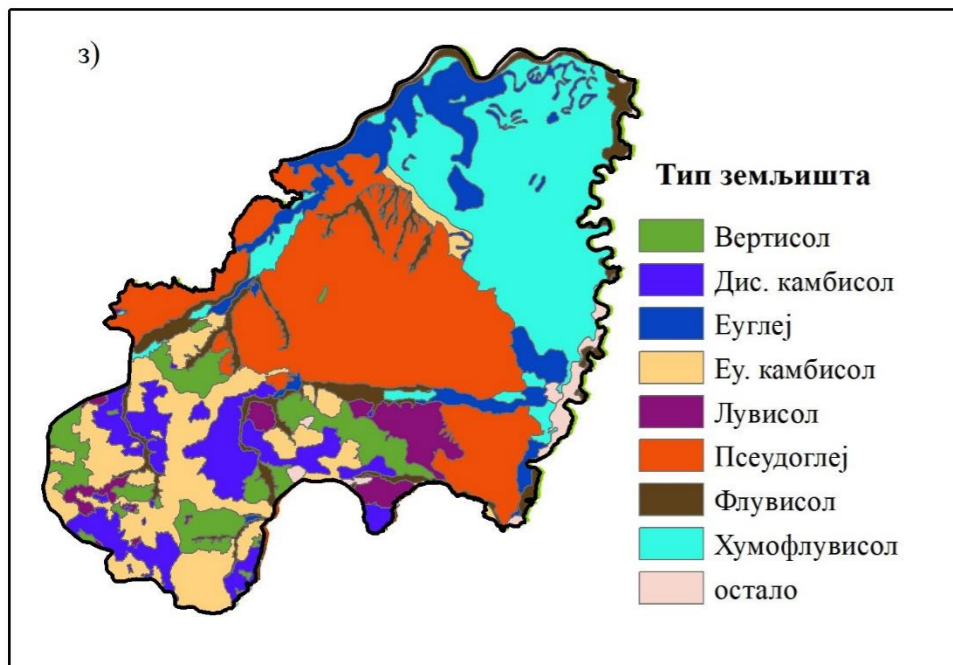 з)
Тип земљишта
Вертисол
Дис. камбисол
Еуглеј
Еу. камбисол
Лувисол
Псеудоглеј
Флувисол
Хумофлувисол
остало